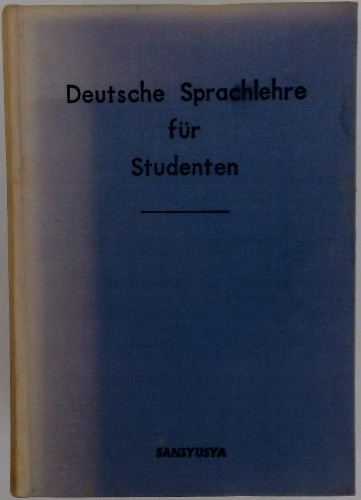 Deutsche Sprachlehre
für
Studenten
SANSYUSYA